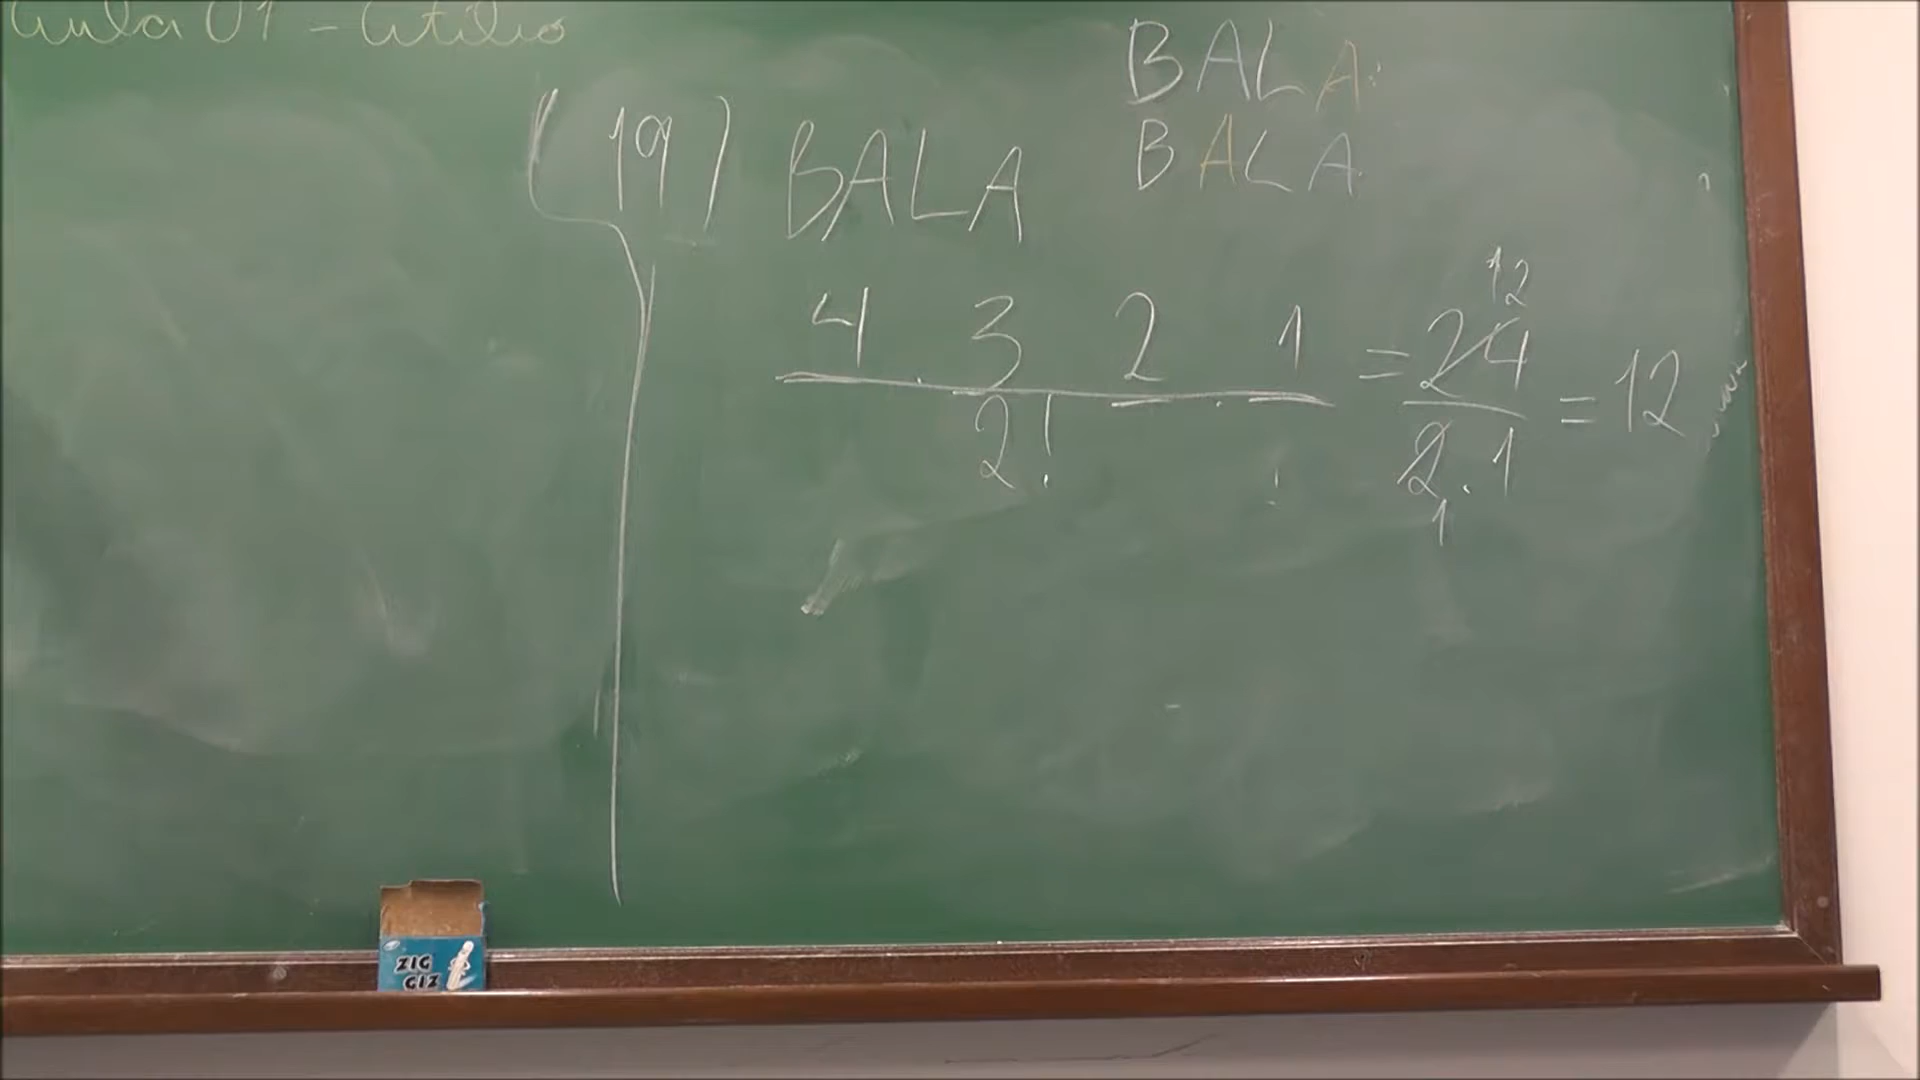 Aula 01 - Atílio
BALA
BALA
19) BALA
4 . 3 2 . 1 = 24 = 12
12
2! 2 . 1
1
ZIG
GIZ